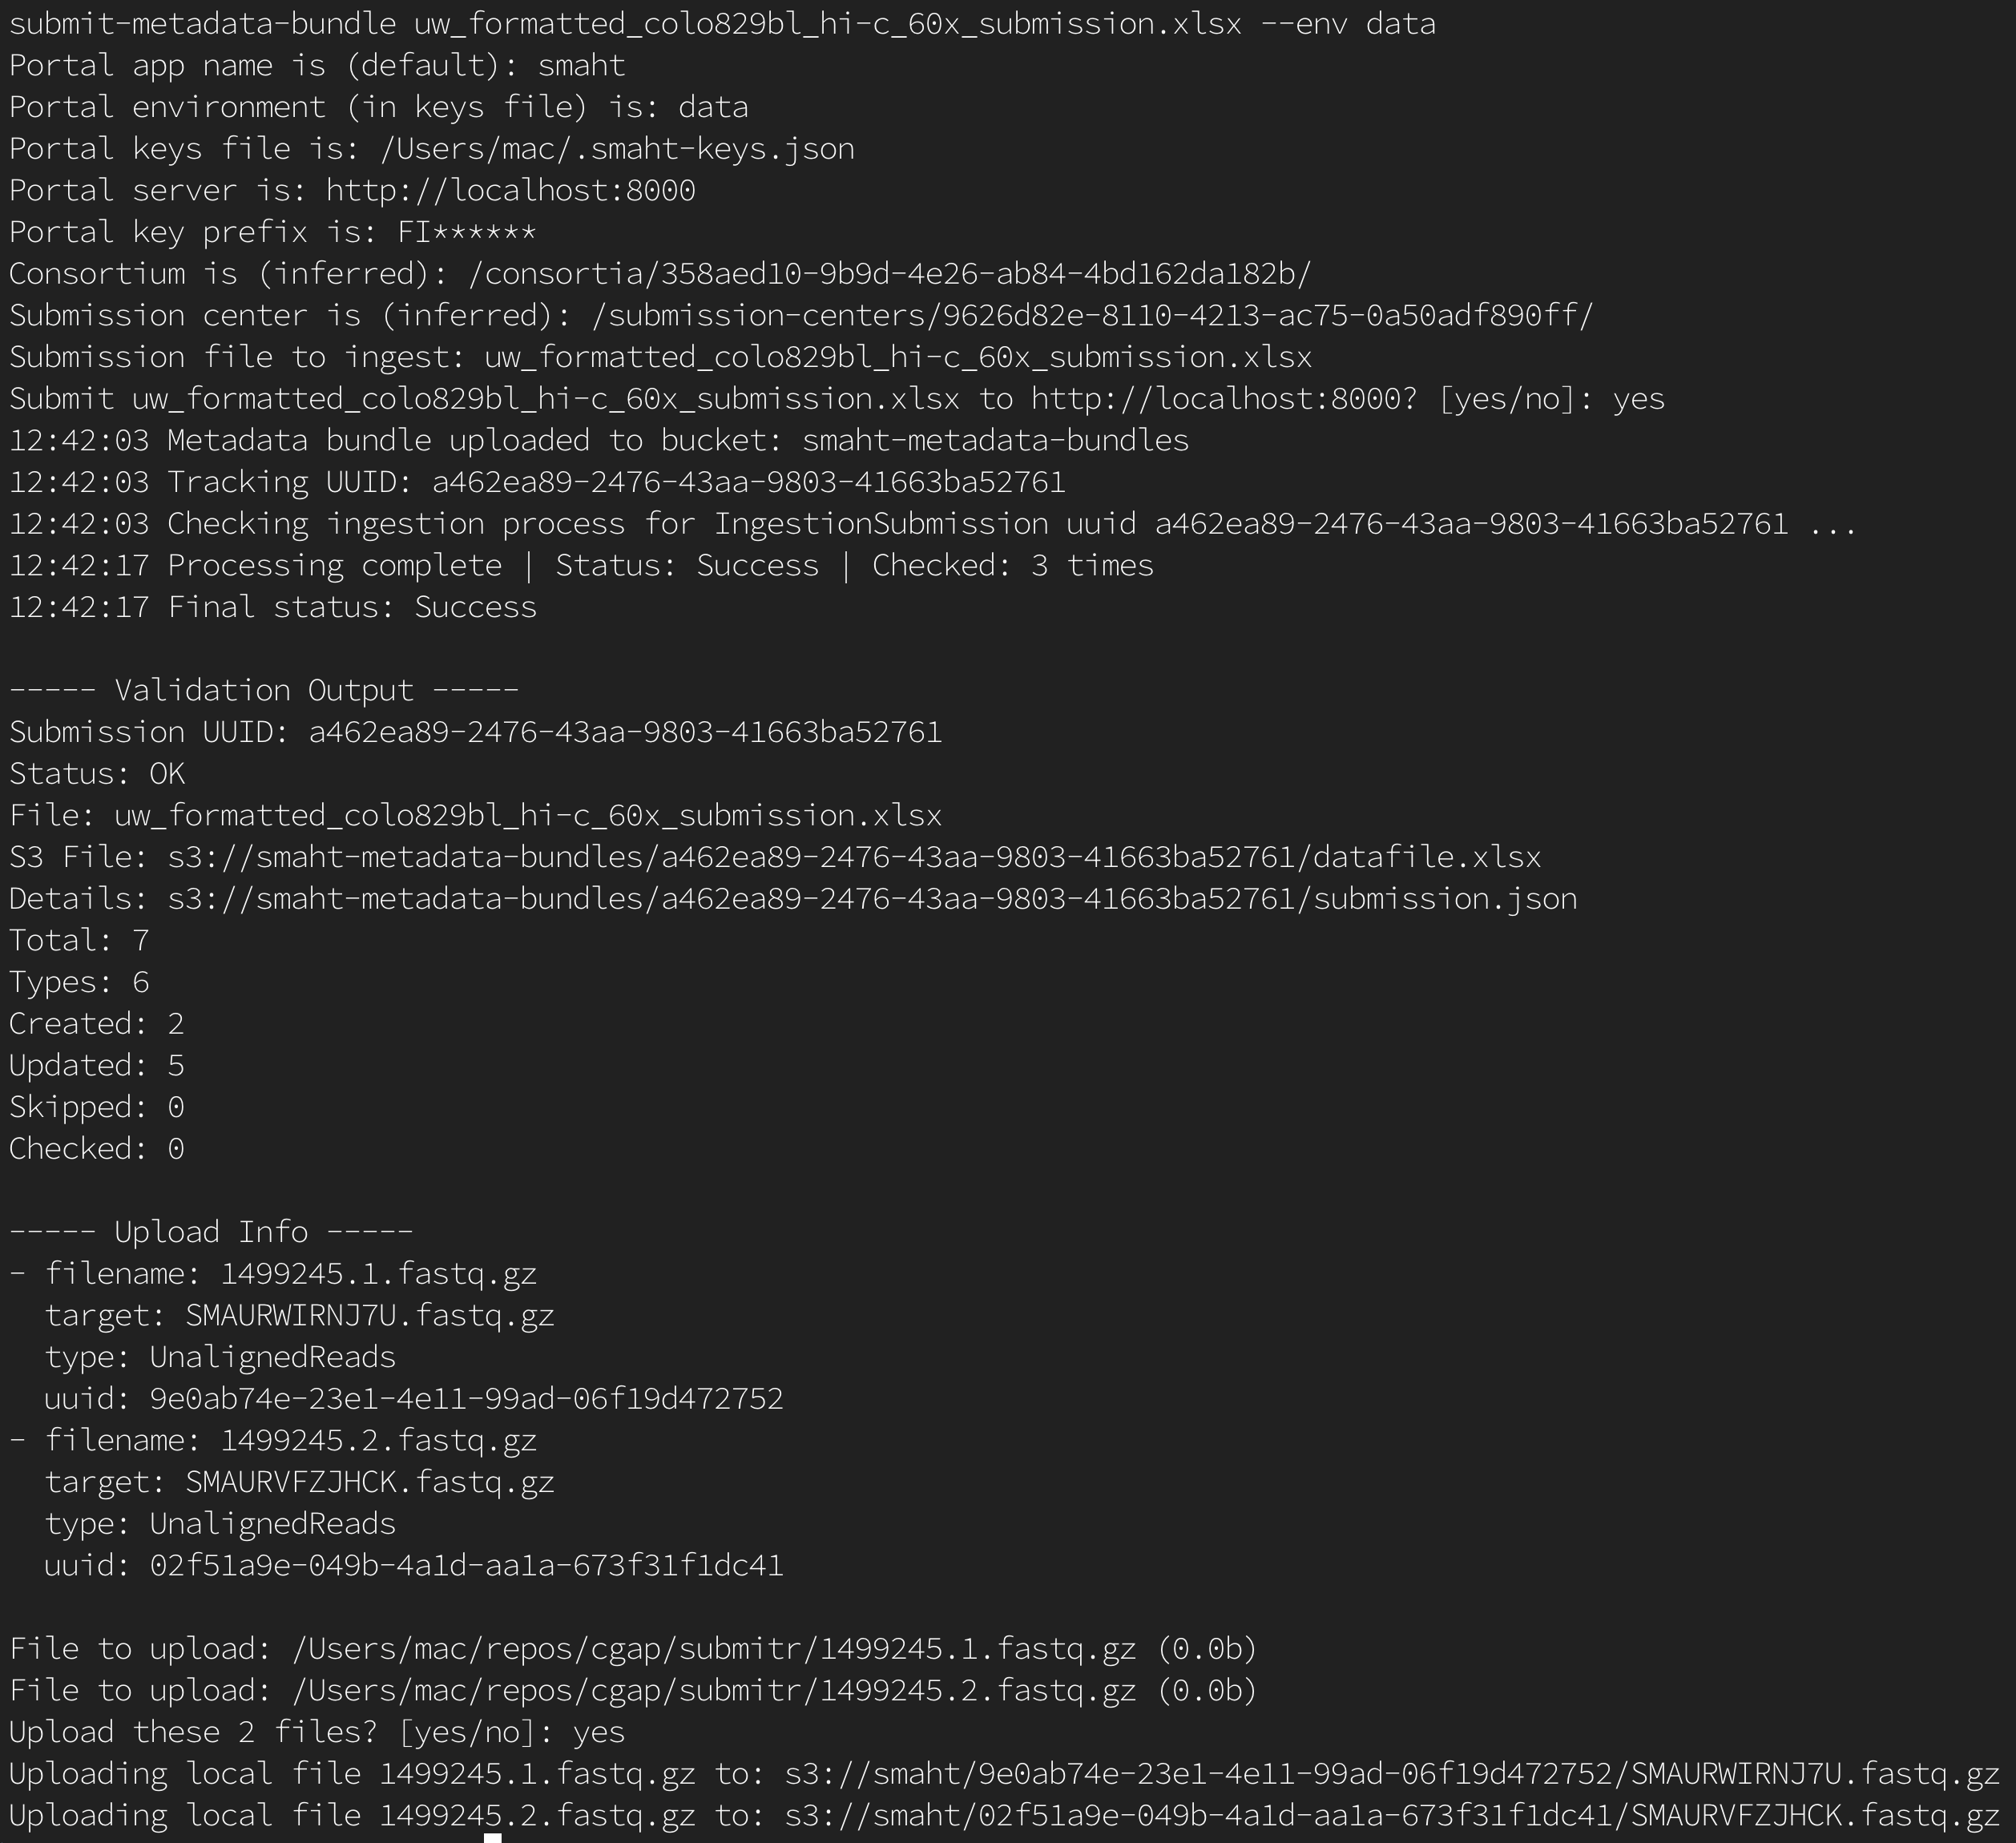 submit-metadata-bundle uw_formatted_colo829bl_hi-c_60x_submission.xlsx --env data
Portal app name is (default): smaht
Portal environment (in keys file) is: data
Portal keys file is: /Users/mac/.smaht-keys.json
Portal server is: http://localhost:8000
Portal key prefix is: FI******
Consortium is (inferred): /consortia/358aed10-9b9d-4e26-ab84-4bd162da182b/
Submission center is (inferred): /submission-centers/9626d82e-8110-4213-ac75-0a50adf890ff/
Submission file to ingest: uw_formatted_colo829bl_hi-c_60x_submission.xlsx
Submit uw_formatted_colo829bl_hi-c_60x_submission.xlsx to http://localhost:8000? [yes/no]: yes
12:42:03 Metadata bundle uploaded to bucket: smaht-metadata-bundles
12:42:03 Tracking UUID: a462ea89-2476-43aa-9803-41663ba52761
12:42:03 Checking ingestion process for IngestionSubmission uuid a462ea89-2476-43aa-9803-41663ba52761 ...
12:42:17 Processing complete | Status: Success | Checked: 3 times
12:42:17 Final status: Success
----- Validation Output -----
Submission UUID: a462ea89-2476-43aa-9803-41663ba52761
Status: OK
File: uw_formatted_colo829bl_hi-c_60x_submission.xlsx
S3 File: s3://smaht-metadata-bundles/a462ea89-2476-43aa-9803-41663ba52761/datafile.xlsx
Details: s3://smaht-metadata-bundles/a462ea89-2476-43aa-9803-41663ba52761/submission.json
Total: 7
Types: 6
Created: 2
Updated: 5
Skipped: 0
Checked: 0
----- Upload Info -----
- filename: 1499245.1.fastq.gz
  target: SMAURWIRNJ7U.fastq.gz
  type: UnalignedReads
  uuid: 9e0ab74e-23e1-4e11-99ad-06f19d472752
- filename: 1499245.2.fastq.gz
  target: SMAURVFZJHCK.fastq.gz
  type: UnalignedReads
  uuid: 02f51a9e-049b-4a1d-aa1a-673f31f1dc41
File to upload: /Users/mac/repos/cgap/submitr/1499245.1.fastq.gz (0.0b)
File to upload: /Users/mac/repos/cgap/submitr/1499245.2.fastq.gz (0.0b)
Upload these 2 files? [yes/no]: yes
Uploading local file 1499245.1.fastq.gz to: s3://smaht/9e0ab74e-23e1-4e11-99ad-06f19d472752/SMAURWIRNJ7U.fastq.gz
Uploading local file 1499245.2.fastq.gz to: s3://smaht/02f51a9e-049b-4a1d-aa1a-673f31f1dc41/SMAURVFZJHCK.fastq.gz